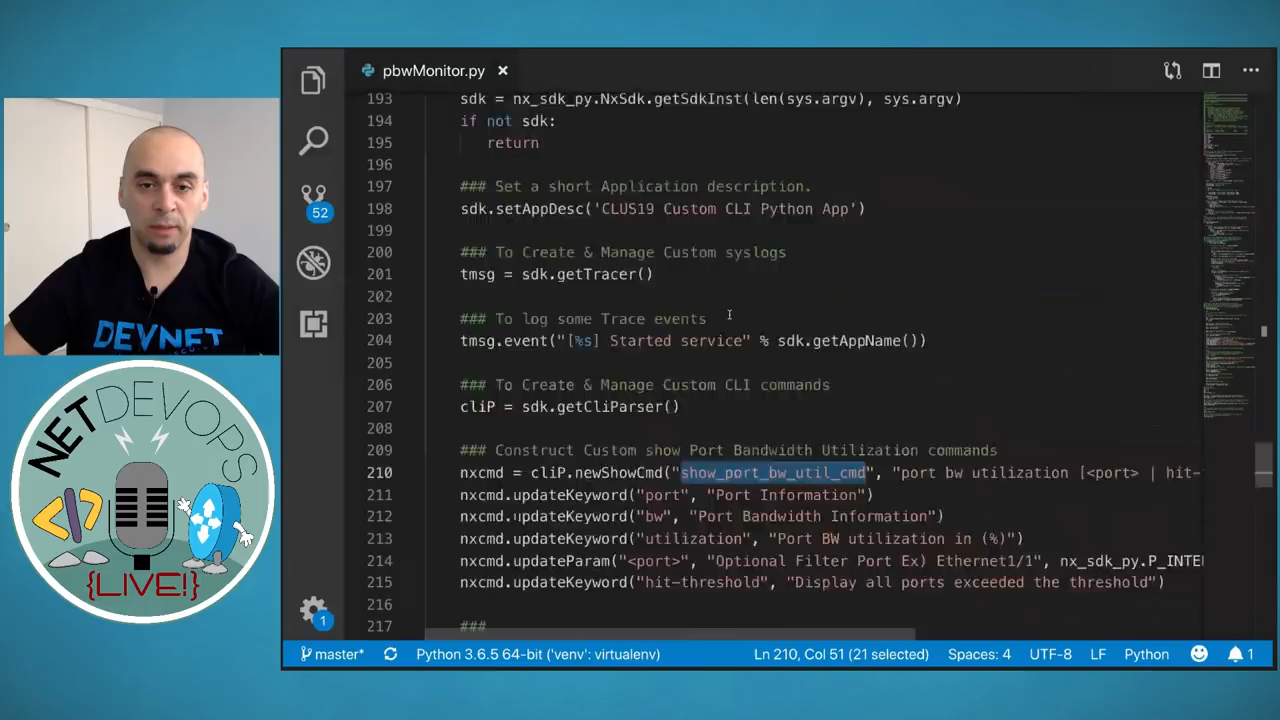 pbwMonitor.py
193 sdk = nx_sdk_py.NxSdk.getSdkInst(len(sys.argv), sys.argv)
194 if not sdk:
195 return
196
197 ### Set a short Application description.
198 sdk.setAppDesc('CLUS19 Custom CLI Python App')
199
200 ### To Create & Manage Custom syslogs
201 tmsg = sdk.getTracer()
202
203 ### To log some Trace events
204 tmsg.event("[%s] Started service" % sdk.getAppName())
205
206 ### To Create & Manage Custom CLI commands
207 cliP = sdk.getCliParser()
208
209 ### Construct Custom show Port Bandwidth Utilization commands
210 nxcmd = cliP.newShowCmd("show_port_bw_util_cmd", "port bw utilization [<port> | hit-
211 nxcmd.updateKeyword("port", "Port Information")
212 nxcmd.updateKeyword("bw", "Port Bandwidth Information")
213 nxcmd.updateKeyword("utilization", "Port BW utilization in (%)")
214 nxcmd.updateParam("<port>", "Optional Filter Port Ex) Ethernet1/1", nx_sdk_py.P_INTE
215 nxcmd.updateKeyword("hit-threshold", "Display all ports exceeded the threshold")
216
217 ###
52
1
master* Python 3.6.5 64-bit ('venv': virtualenv) Ln 210, Col 51 (21 selected) Spaces: 4 UTF-8 LF Python 1
DEVNET
NETDEVOPS
</>
{LIVE!}